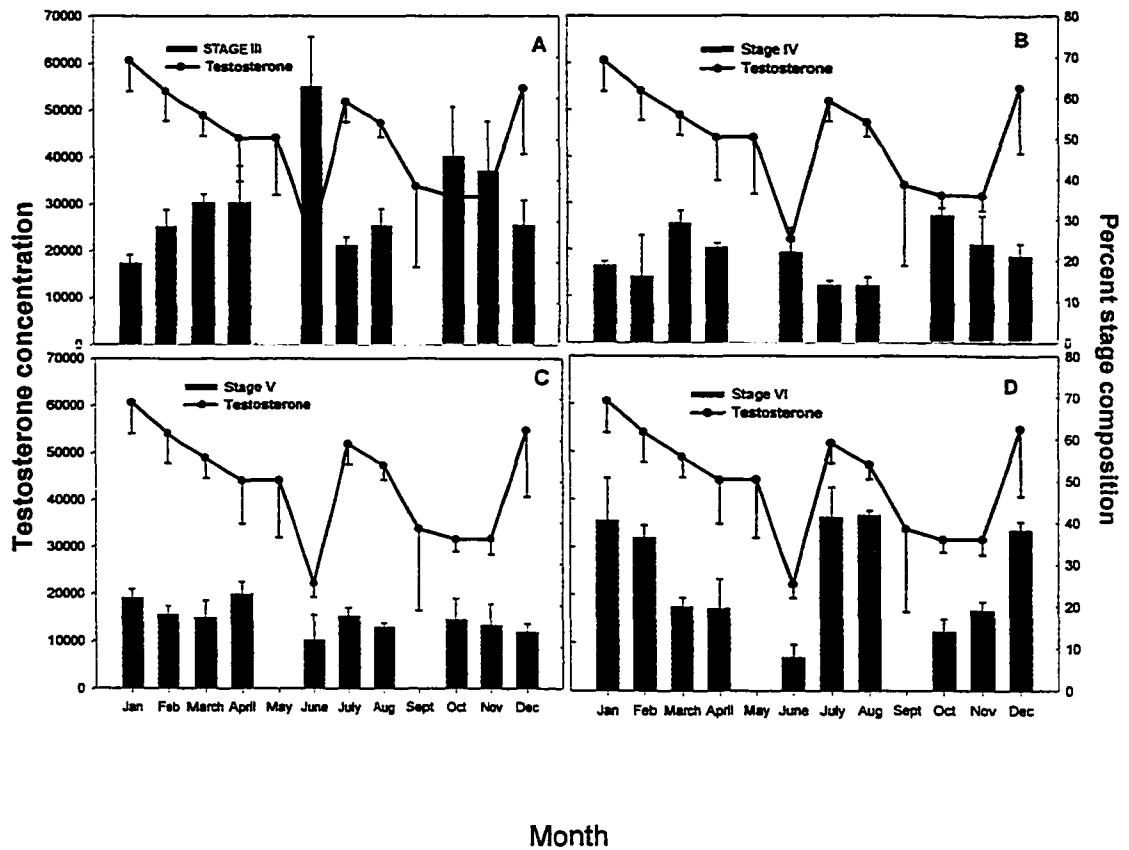 Testosterone concentration
Percent stage composition
70000
60000
50000
40000
30000
20000
10000
A
STAGE III
Testosterone
B
Stage IV
Testosterone
80
70
60
50
40
30
20
10
0
70000
60000
50000
40000
30000
20000
10000
0
C
Stage V
Testosterone
D
Stage VI
Testosterone
80
70
60
50
40
30
20
10
0
Jan Feb March April May June July Aug Sept Oct Nov Dec
Jan Feb March April May June July Aug Sept Oct Nov Dec
Month